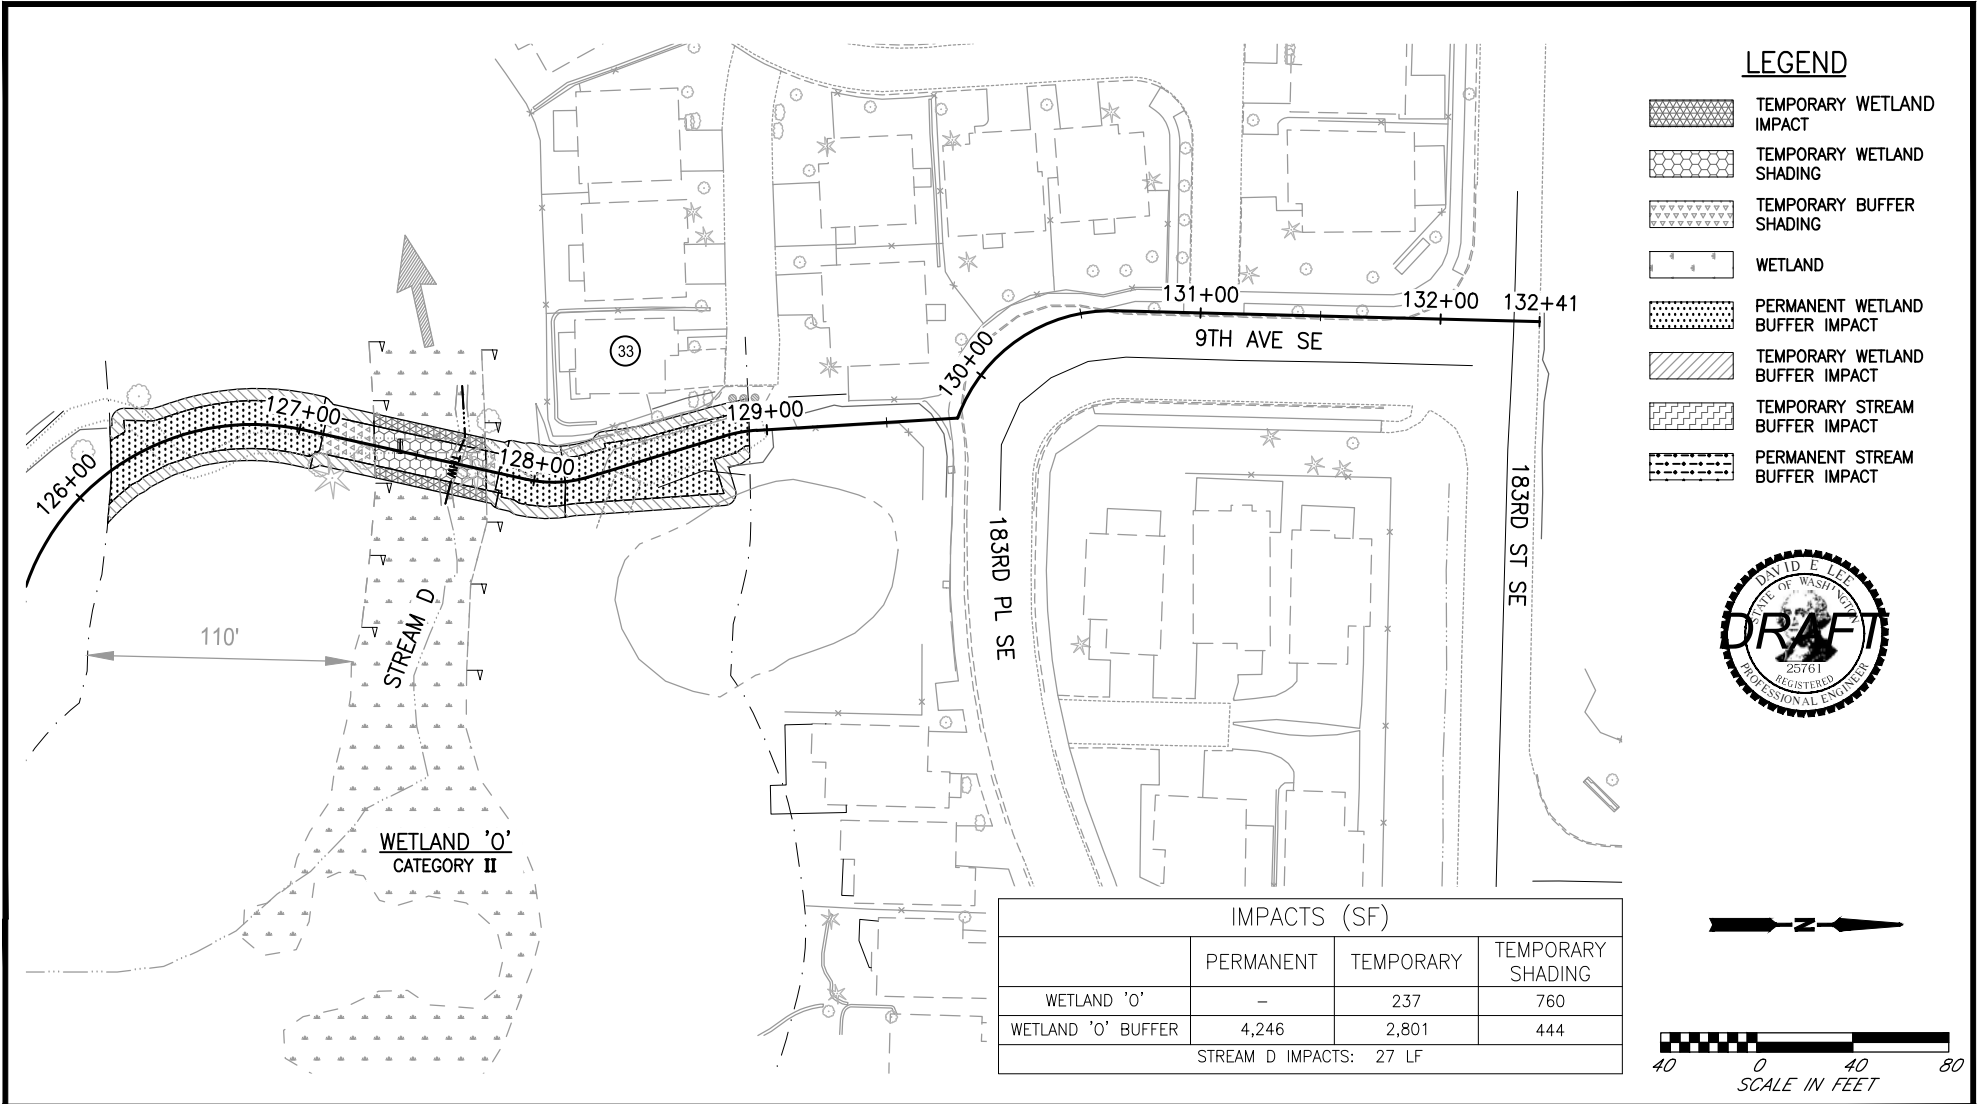 LEGEND
TEMPORARY WETLAND
IMPACT
TEMPORARY WETLAND
SHADING
TEMPORARY BUFFER
SHADING
WETLAND
PERMANENT WETLAND
BUFFER IMPACT
TEMPORARY WETLAND
BUFFER IMPACT
TEMPORARY STREAM
BUFFER IMPACT
PERMANENT STREAM
BUFFER IMPACT
126+00
127+00
128+00
129+00
130+00
131+00
132+00
132+41
33
OHWM
9TH AVE SE
183RD PL SE
183RD ST SE
110'
STREAM D
WETLAND 'O'
CATEGORY II
DAVID E LEE
STATE OF WASHINGTON
DRAFT
25761
REGISTERED
PROFESSIONAL ENGINEER
N
IMPACTS (SF)
PERMANENT TEMPORARY TEMPORARY
SHADING
WETLAND 'O' – 237 760
WETLAND 'O' BUFFER 4,246 2,801 444
STREAM D IMPACTS: 27 LF
40 0 40 80
SCALE IN FEET